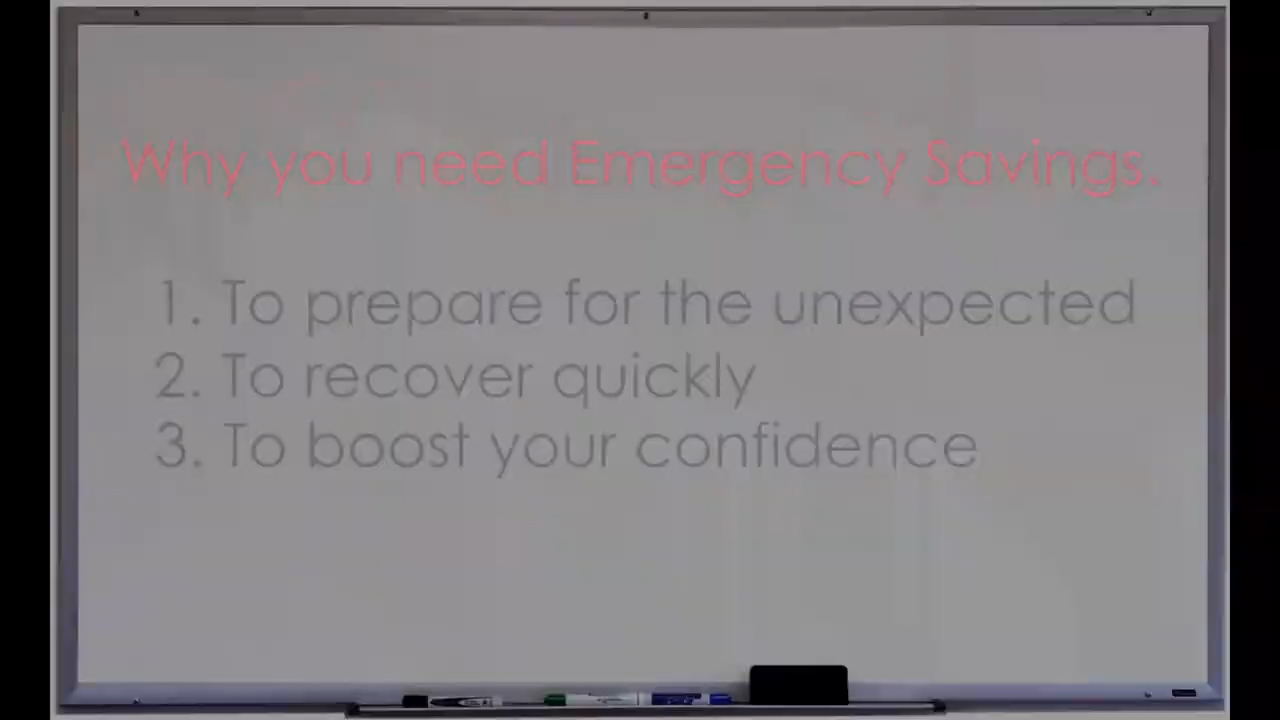 Why you need Emergency Savings.
1. To prepare for the unexpected
2. To recover quickly
3. To boost your confidence